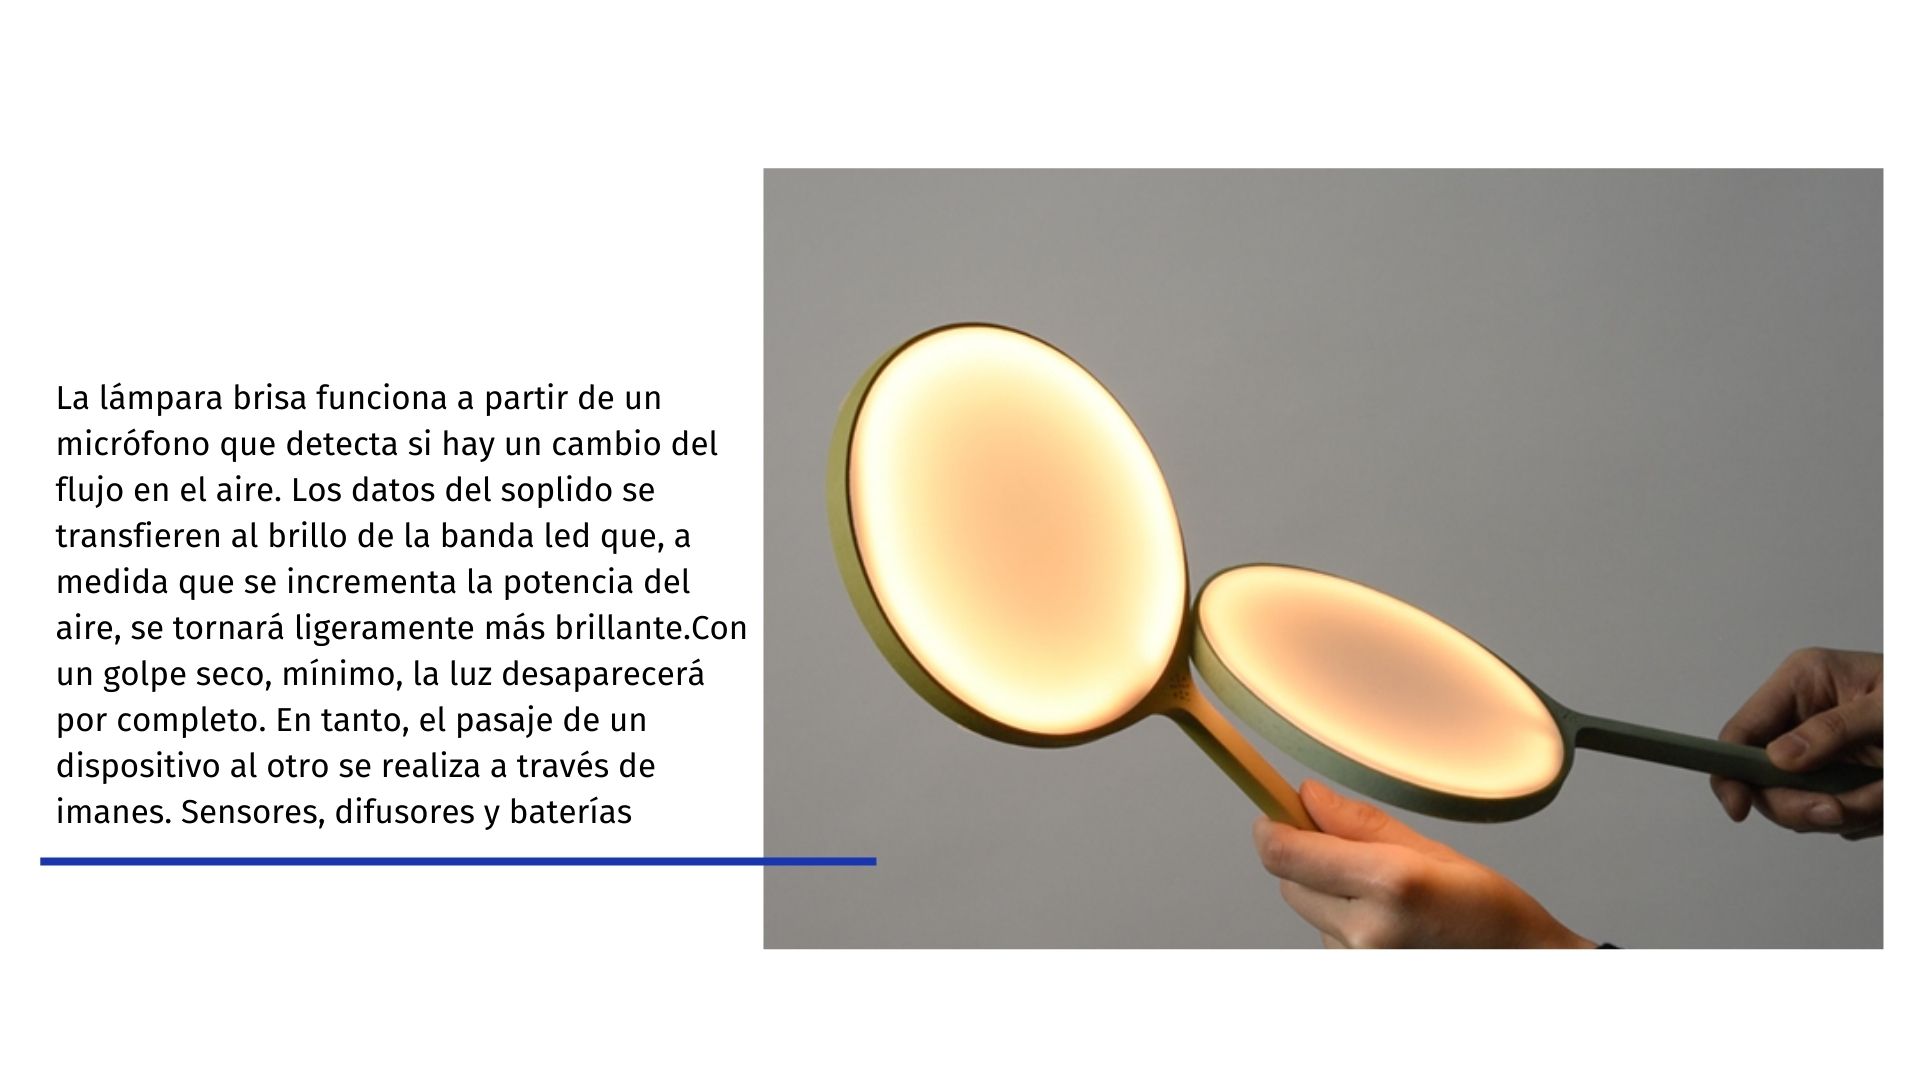 La lámpara brisa funciona a partir de un
micrófono que detecta si hay un cambio del
flujo en el aire. Los datos del soplido se
transfieren al brillo de la banda led que, a
medida que se incrementa la potencia del
aire, se tornará ligeramente más brillante.Con
un golpe seco, mínimo, la luz desaparecerá
por completo. En tanto, el pasaje de un
dispositivo al otro se realiza a través de
imanes. Sensores, difusores y baterías